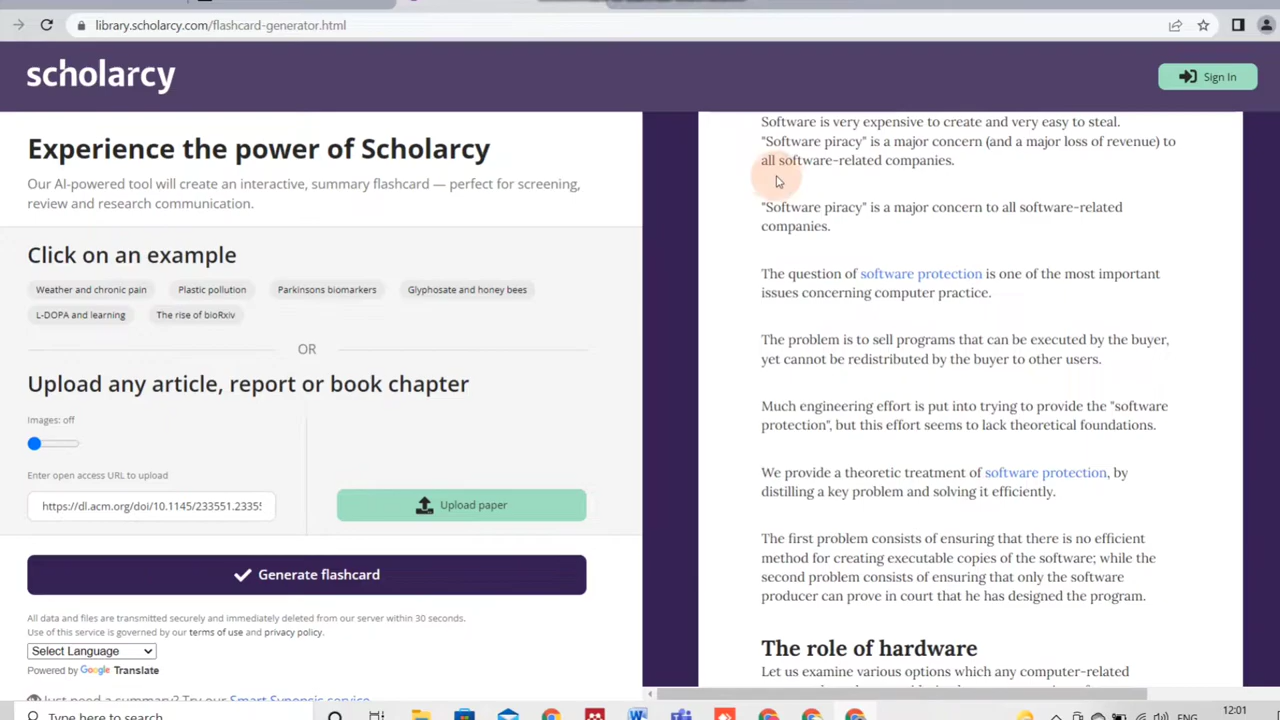 library.scholarcy.com/flashcard-generator.html
scholarcy
Sign In
Experience the power of Scholarcy
Our AI-powered tool will create an interactive, summary flashcard — perfect for screening,
review and research communication.
Click on an example
Weather and chronic pain
Plastic pollution
Parkinsons biomarkers
Glyphosate and honey bees
L-DOPA and learning
The rise of bioRxiv
OR
Upload any article, report or book chapter
Images: off
Enter open access URL to upload
https://dl.acm.org/doi/10.1145/233551.2335
Upload paper
Generate flashcard
All data and files are transmitted securely and immediately deleted from our server within 30 seconds.
Use of this service is governed by our terms of use and privacy policy.
Select Language
Powered by Google Translate
Just need a summary? Try our Smart Synopsis service
Software is very expensive to create and very easy to steal.
"Software piracy" is a major concern (and a major loss of revenue) to
all software-related companies.
"Software piracy" is a major concern to all software-related
companies.
The question of software protection is one of the most important
issues concerning computer practice.
The problem is to sell programs that can be executed by the buyer,
yet cannot be redistributed by the buyer to other users.
Much engineering effort is put into trying to provide the "software
protection", but this effort seems to lack theoretical foundations.
We provide a theoretic treatment of software protection, by
distilling a key problem and solving it efficiently.
The first problem consists of ensuring that there is no efficient
method for creating executable copies of the software; while the
second problem consists of ensuring that only the software
producer can prove in court that he has designed the program.
The role of hardware
Let us examine various options which any computer-related
Type here to search
ENG
12:01